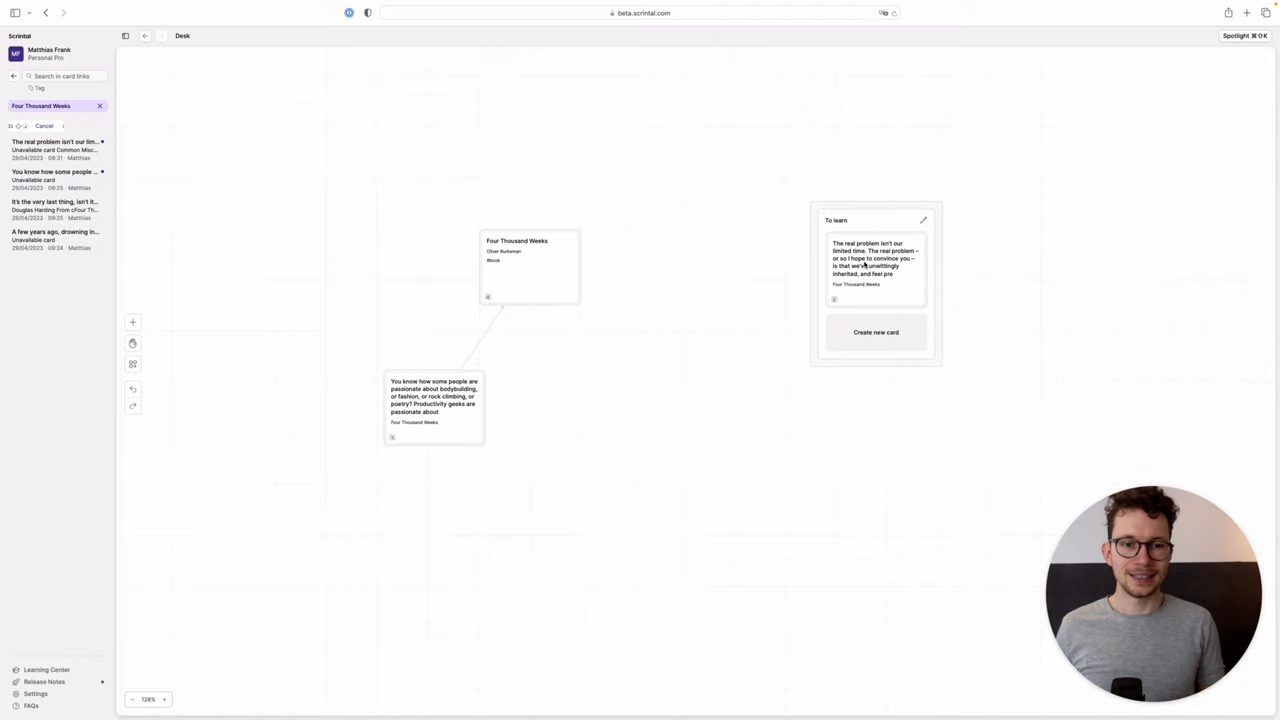 beta.scrintal.com
Scrintal
Desk
Spotlight ⌘⇧K
MF
Matthias Frank
Personal Pro
Search in card links
Tag
Four Thousand Weeks
Cancel
The real problem isn't our lim...
Unavailable card Common Misc...
29/04/2023 · 09:31 · Matthias
You know how some people ...
Unavailable card
29/04/2023 · 09:25 · Matthias
It's the very last thing, isn't it...
Douglas Harding From cFour Th...
29/04/2023 · 09:25 · Matthias
A few years ago, drowning in...
Unavailable card
29/04/2023 · 09:24 · Matthias
Four Thousand Weeks
Oliver Burkeman
#book
You know how some people are
passionate about bodybuilding,
or fashion, or rock climbing, or
poetry? Productivity geeks are
passionate about
Four Thousand Weeks
To learn
The real problem isn't our
limited time. The real problem –
or so I hope to convince you –
is that we've unwittingly
inherited, and feel pre
Four Thousand Weeks
Create new card
Learning Center
Release Notes
Settings
FAQs
128%